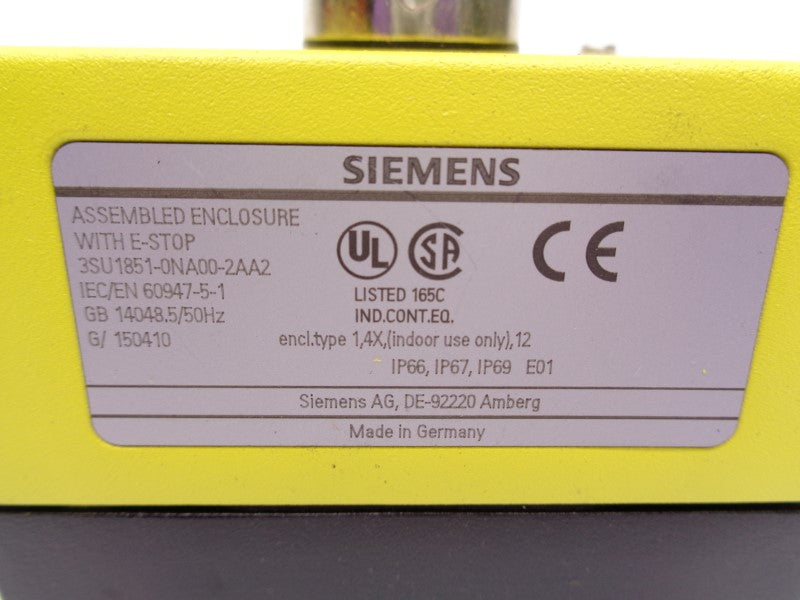 SIEMENS
ASSEMBLED ENCLOSURE
WITH E-STOP
3SU1851-0NA00-2AA2
IEC/EN 60947-5-1
GB 14048.5/50Hz
G/ 150410
UL SA CE
LISTED 165C
IND.CONT.EQ.
encl.type 1,4X,(indoor use only),12
IP66, IP67, IP69 E01
Siemens AG, DE-92220 Amberg
Made in Germany